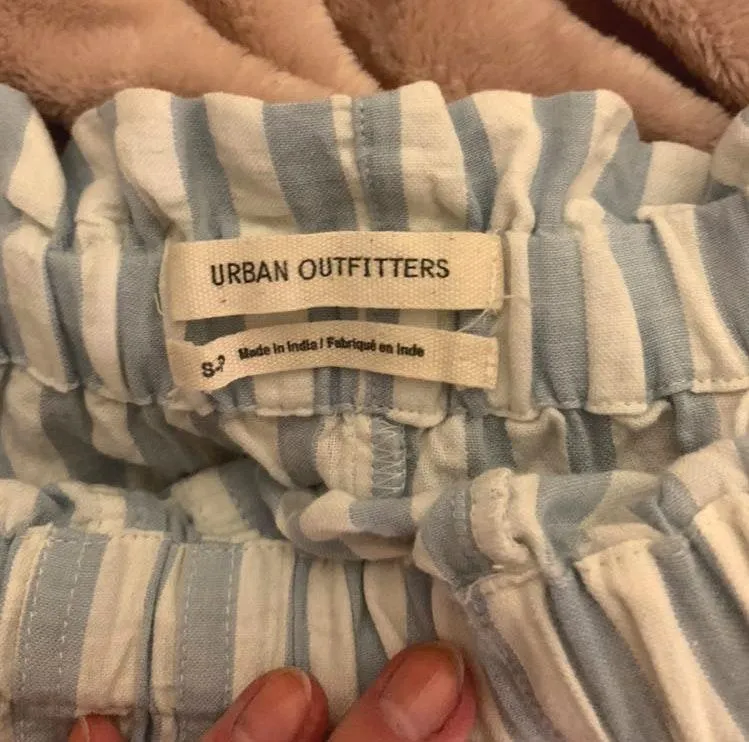 URBAN OUTFITTERS
S-P Made in India / Fabriqué en Inde